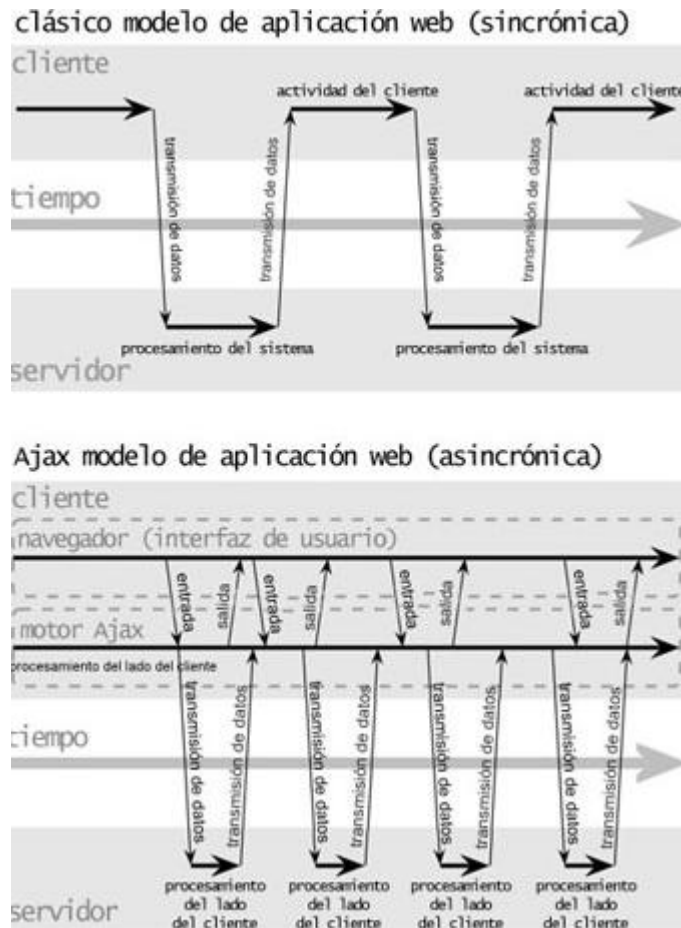 clásico modelo de aplicación web (sincrónica)
cliente
actividad del cliente
actividad del cliente
transmisión de datos
transmisión de datos
transmisión de datos
transmisión de datos
tiempo
procesamiento del sistema
procesamiento del sistema
servidor
Ajax modelo de aplicación web (asincrónica)
cliente
navegador (interfaz de usuario)
entrada
salida
entrada
salida
entrada
salida
entrada
salida
motor Ajax
procesamiento del lado del cliente
transmisión de datos
transmisión de datos
transmisión de datos
transmisión de datos
transmisión de datos
transmisión de datos
transmisión de datos
transmisión de datos
tiempo
procesamiento
del lado
del cliente
procesamiento
del lado
del cliente
procesamiento
del lado
del cliente
procesamiento
del lado
del cliente
servidor